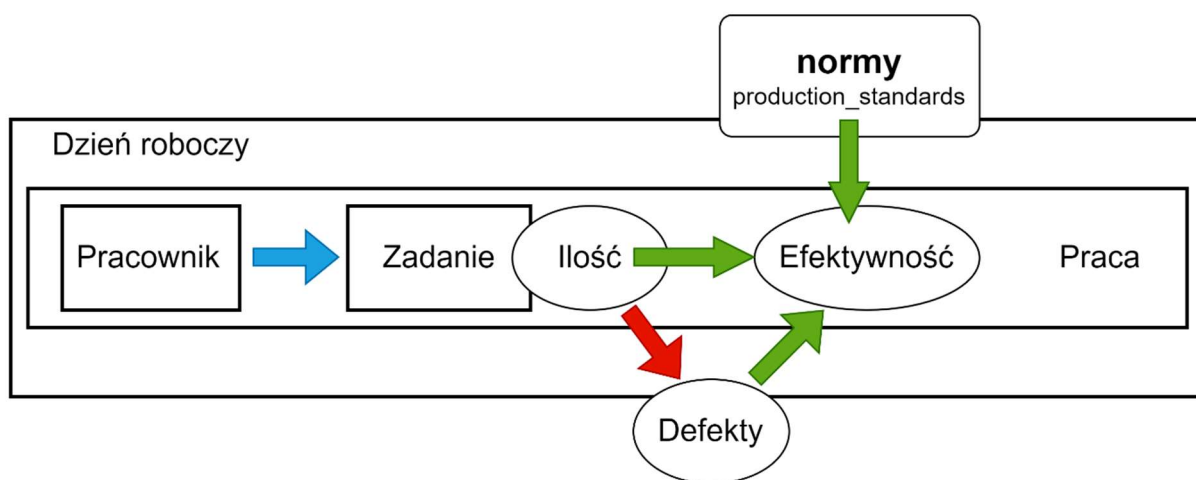 normy
production_standards
Dzień roboczy
Pracownik
Zadanie
Ilość
Efektywność
Praca
Defekty